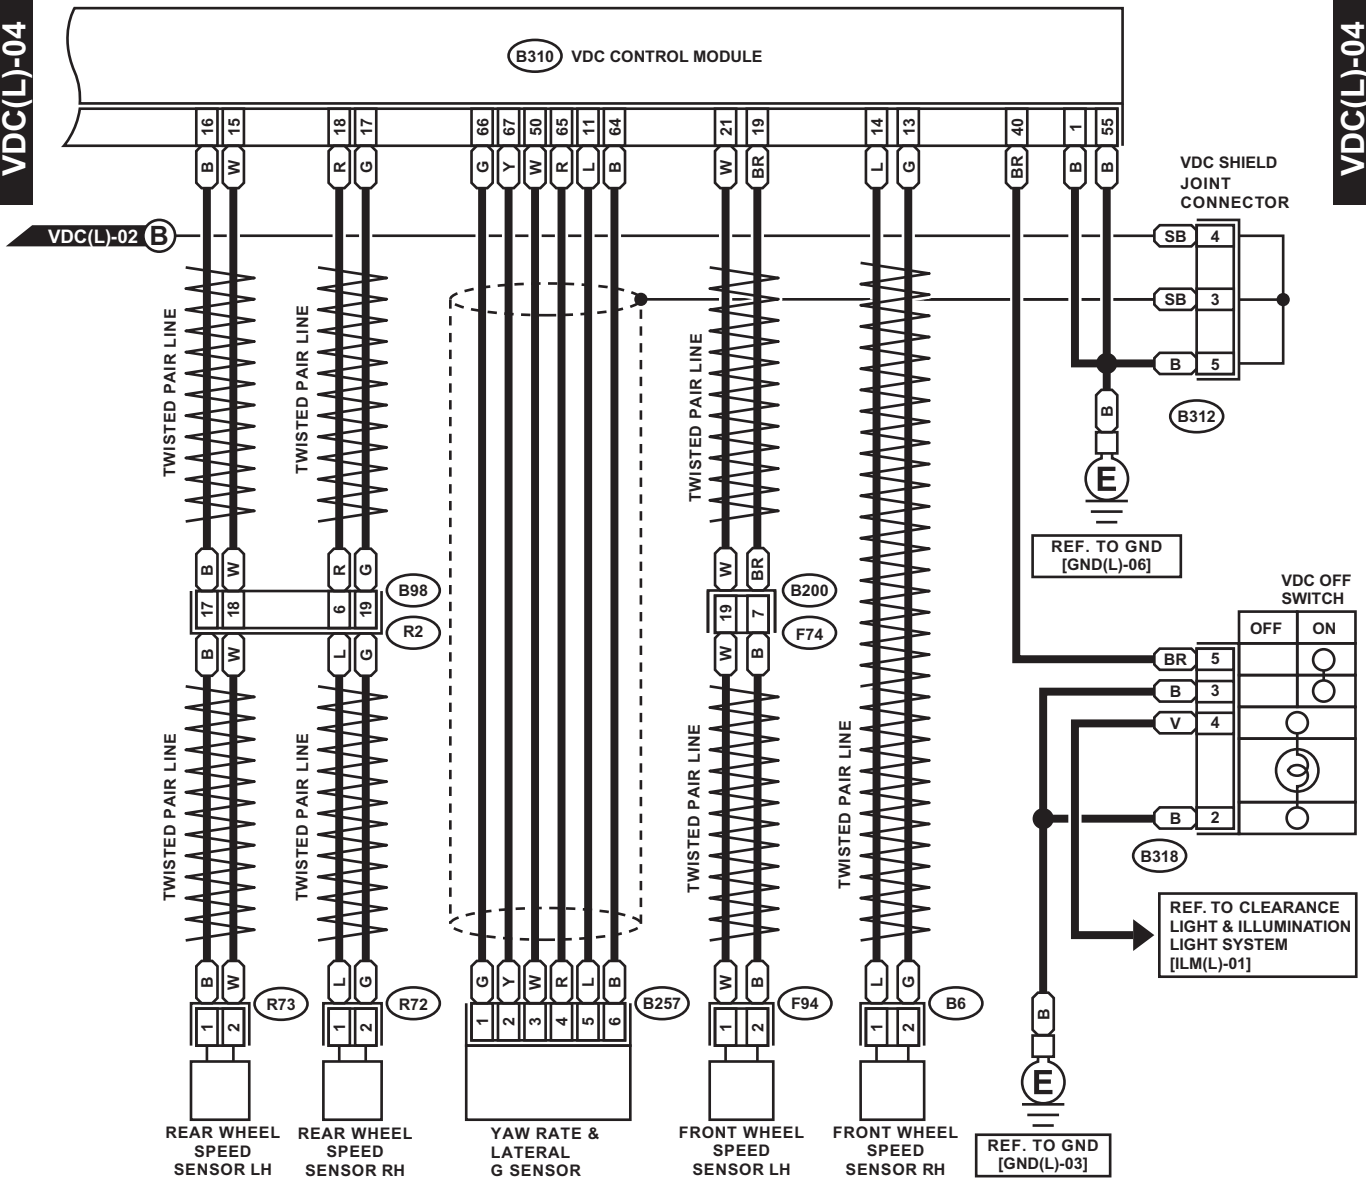 VDC(L)-04
VDC(L)-04
B310 VDC CONTROL MODULE
16 15 18 17 66 67 50 65 11 64 21 19 14 13 40 1 55
B W R G G Y W R L B W BR L G BR B B
VDC SHIELD
JOINT
CONNECTOR
VDC(L)-02 B
SB 4
SB 3
B 5
B312
B
E
REF. TO GND
[GND(L)-06]
TWISTED PAIR LINE
TWISTED PAIR LINE
TWISTED PAIR LINE
B W R G W BR
17 18 6 19 B98
19 7 B200
R2
F74
B W L G W B
VDC OFF
SWITCH
OFF ON
BR 5
B 3
V 4
B 2
B318
TWISTED PAIR LINE
TWISTED PAIR LINE
TWISTED PAIR LINE
TWISTED PAIR LINE
REF. TO CLEARANCE
LIGHT & ILLUMINATION
LIGHT SYSTEM
[ILM(L)-01]
B W L G G Y W R L B W B L G
R73 R72 B257 F94 B6
1 2 1 2 1 2 3 4 5 6 1 2 1 2
B
E
REF. TO GND
[GND(L)-03]
REAR WHEEL
SPEED
SENSOR LH
REAR WHEEL
SPEED
SENSOR RH
YAW RATE &
LATERAL
G SENSOR
FRONT WHEEL
SPEED
SENSOR LH
FRONT WHEEL
SPEED
SENSOR RH